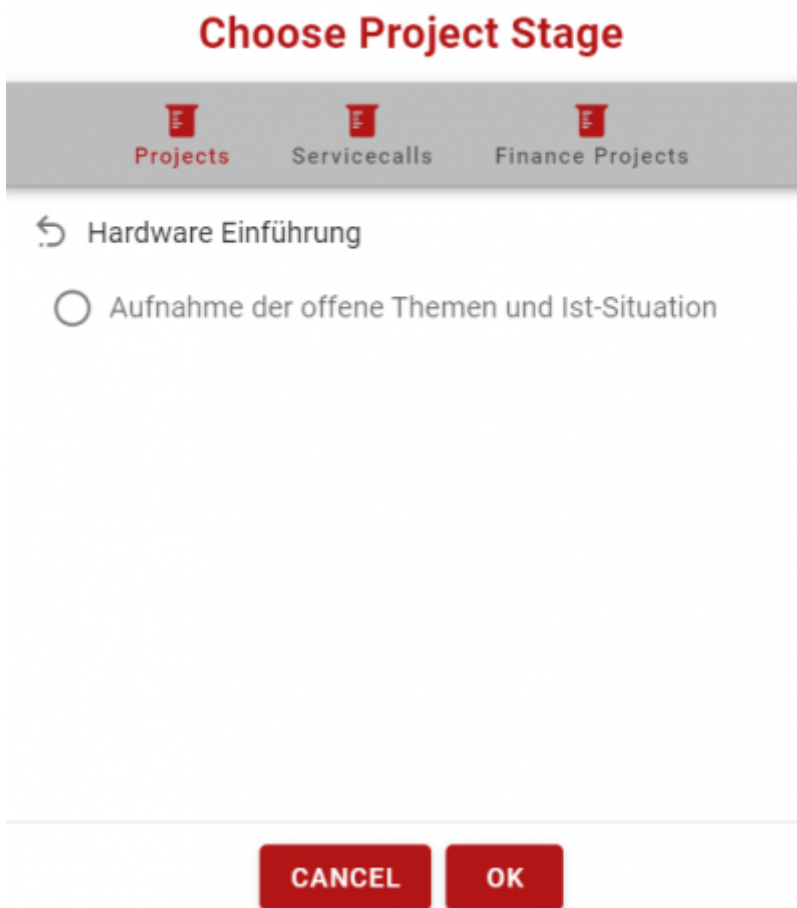 Choose Project Stage
Projects Servicecalls Finance Projects
Hardware Einführung
Aufnahme der offene Themen und Ist-Situation
CANCEL OK